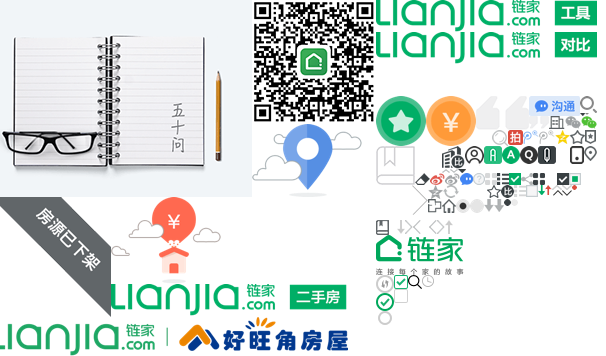 Lianjia 链家 .com 工具
Lianjia 链家 .com 对比
五十问
沟通
¥
拍
比
A A Q
比
房源已下架
¥
链家
连接每个家的故事
Lianjia 链家 .com 二手房
Lianjia 链家 .com | 好旺角房屋